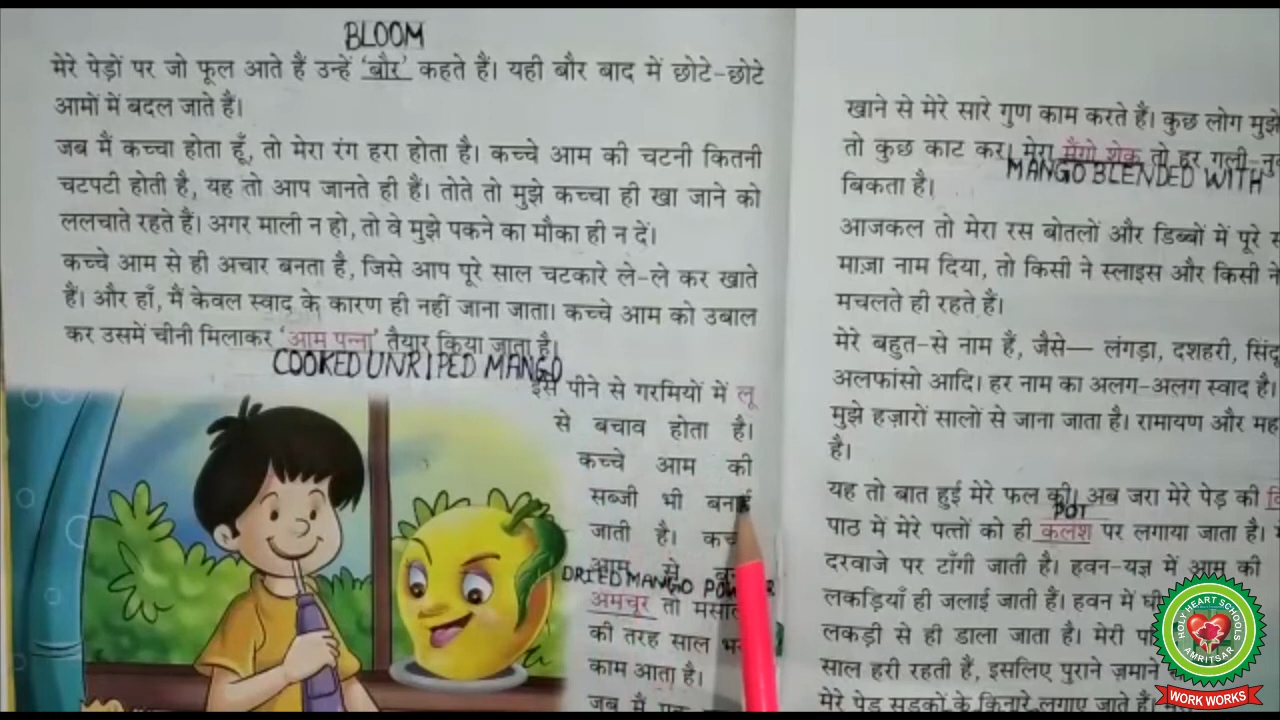 BLOOM
मेरे पेड़ों पर जो फूल आते हैं उन्हें 'बौर' कहते हैं। यही बौर बाद में छोटे-छोटे
आमों में बदल जाते हैं।
जब मैं कच्चा होता हूँ, तो मेरा रंग हरा होता है। कच्चे आम की चटनी कितनी
चटपटी होती है, यह तो आप जानते ही हैं। तोते तो मुझे कच्चा ही खा जाने को
ललचाते रहते हैं। अगर माली न हो, तो वे मुझे पकने का मौका ही न दें।
कच्चे आम से ही अचार बनता है, जिसे आप पूरे साल चटकारे ले-ले कर खाते
हैं। और हाँ, मैं केवल स्वाद के कारण ही नहीं जाना जाता। कच्चे आम को उबाल
कर उसमें चीनी मिलाकर 'आम पन्ना' तैयार किया जाता है।
COOKED UNRIPED MANGO
इसे पीने से गरमियों में लू
से बचाव होता है।
कच्चे आम की
सब्जी भी
जाती है।
आम से
DRIED MANGO POWDER
अमचूर तो
की तरह साल
काम आता है।
जब मैं
खाने से मेरे सारे गुण काम करते हैं। कुछ लोग मुझे
तो कुछ काट कर। मेरा मैंगो शेक तो हर
MANGO BLENDED WITH
बिकता है।
आजकल तो मेरा रस बोतलों और डिब्बों में पूरे
माज़ा नाम दिया, तो किसी ने स्लाइस और किसी ने
मचलते ही रहते हैं।
मेरे बहुत-से नाम हैं, जैसे— लंगड़ा, दशहरी,
अलफांसो आदि। हर नाम का अलग-अलग स्वाद है।
मुझे हज़ारों सालों से जाना जाता है। रामायण और
है।
यह तो बात हुई मेरे फल की। अब जरा मेरे पेड़ की
POT
पाठ में मेरे पत्तों को ही कलश पर लगाया जाता है।
दरवाजे पर टाँगी जाती है। हवन-यज्ञ में आम की
लकड़ियाँ ही जलाई जाती हैं। हवन में
लकड़ी से ही डाला जाता है। मेरी
साल हरी रहती हैं, इसलिए पुराने ज़माने
मेरे पेड़ सड़कों के किनारे लगाए जाते हैं।
HOLY HEART SCHOOLS
AMRITSAR
WORK WORKS